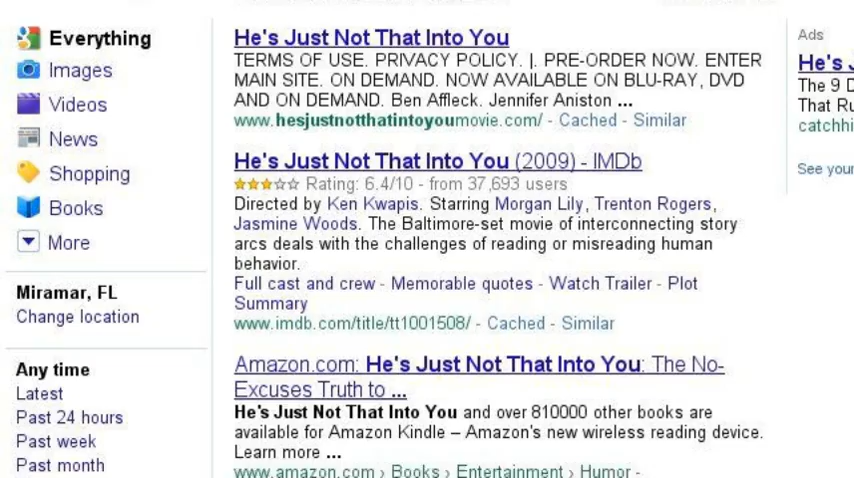 Everything
Images
Videos
News
Shopping
Books
More
Miramar, FL
Change location
Any time
Latest
Past 24 hours
Past week
Past month
He's Just Not That Into You
TERMS OF USE. PRIVACY POLICY. |. PRE-ORDER NOW. ENTER
MAIN SITE. ON DEMAND. NOW AVAILABLE ON BLU-RAY, DVD
AND ON DEMAND. Ben Affleck. Jennifer Aniston ...
www.hesjustnotthatintoyoumovie.com/ - Cached - Similar
He's Just Not That Into You (2009) - IMDb
Rating: 6.4/10 - from 37,693 users
Directed by Ken Kwapis. Starring Morgan Lily, Trenton Rogers,
Jasmine Woods. The Baltimore-set movie of interconnecting story
arcs deals with the challenges of reading or misreading human
behavior.
Full cast and crew - Memorable quotes - Watch Trailer - Plot
Summary
www.imdb.com/title/tt1001508/ - Cached - Similar
Amazon.com: He's Just Not That Into You: The No-
Excuses Truth to ...
He's Just Not That Into You and over 810000 other books are
available for Amazon Kindle – Amazon's new wireless reading device.
Learn more ...
www.amazon.com › Books › Entertainment › Humor -
Ads
He's
The 9
That
catchhi
See your